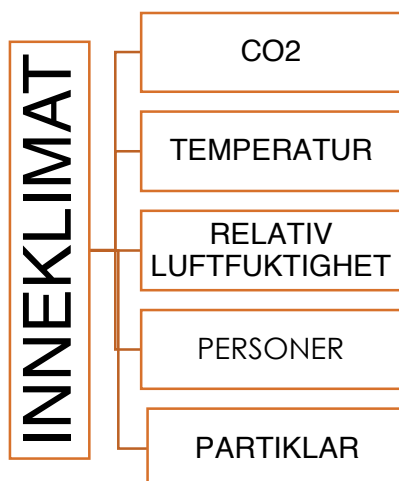 INNEKLIMAT
CO2
TEMPERATUR
RELATIV
LUFTFUKTIGHET
PERSONER
PARTIKLAR